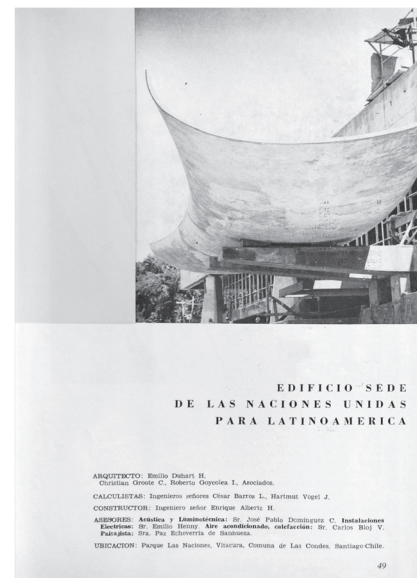 EDIFICIO SEDE
DE LAS NACIONES UNIDAS
PARA LATINOAMERICA
ARQUITECTO: Emilio Duhart H.
Christian Groote C., Roberto Goycolea I., Asociados.
CALCULISTAS: Ingenieros señores César Barros L., Hartmut Vogel J.
CONSTRUCTOR: Ingeniero señor Enrique Albertz H.
ASESORES: Acústica y Luminotécnica: Sr. José Pablo Domínguez C. Instalaciones
Eléctricas: Sr. Emilio Henny. Aire acondicionado, calefacción: Sr. Carlos Bloj V.
Paisajista: Sra. Paz Echeverría de Sanhueza.
UBICACION: Parque Las Naciones, Vitacura, Comuna de Las Condes, Santiago-Chile.
49